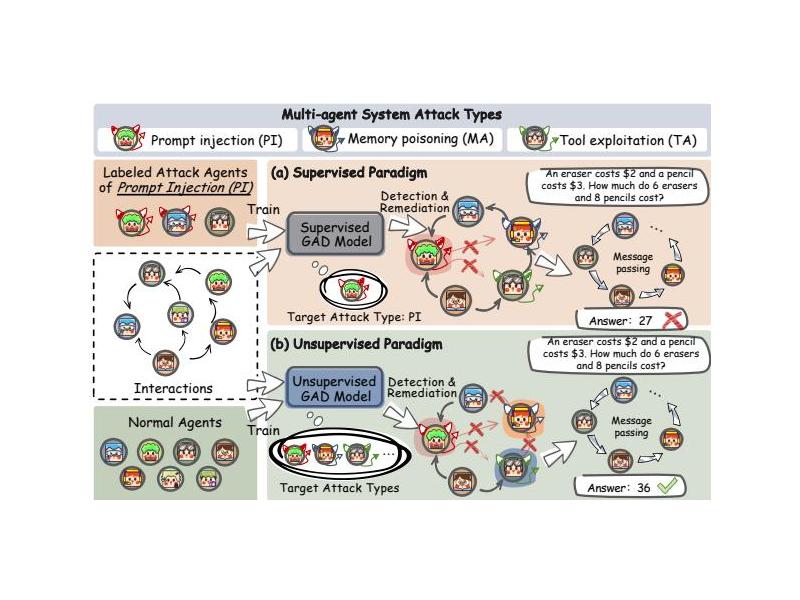 Multi-agent System Attack Types
Prompt injection (PI)
Memory poisoning (MA)
Tool exploitation (TA)
Labeled Attack Agents
of Prompt Injection (PI)
Train
Interactions
Normal Agents
Train
(a) Supervised Paradigm
Supervised
GAD Model
Target Attack Type: PI
Detection &
Remediation
An eraser costs $2 and a pencil
costs $3. How much do 6 erasers
and 8 pencils cost?
...
Message
passing
Answer: 27
(b) Unsupervised Paradigm
Unsupervised
GAD Model
...
Target Attack Types
Detection &
Remediation
An eraser costs $2 and a pencil
costs $3. How much do 6 erasers
and 8 pencils cost?
...
Message
passing
Answer: 36